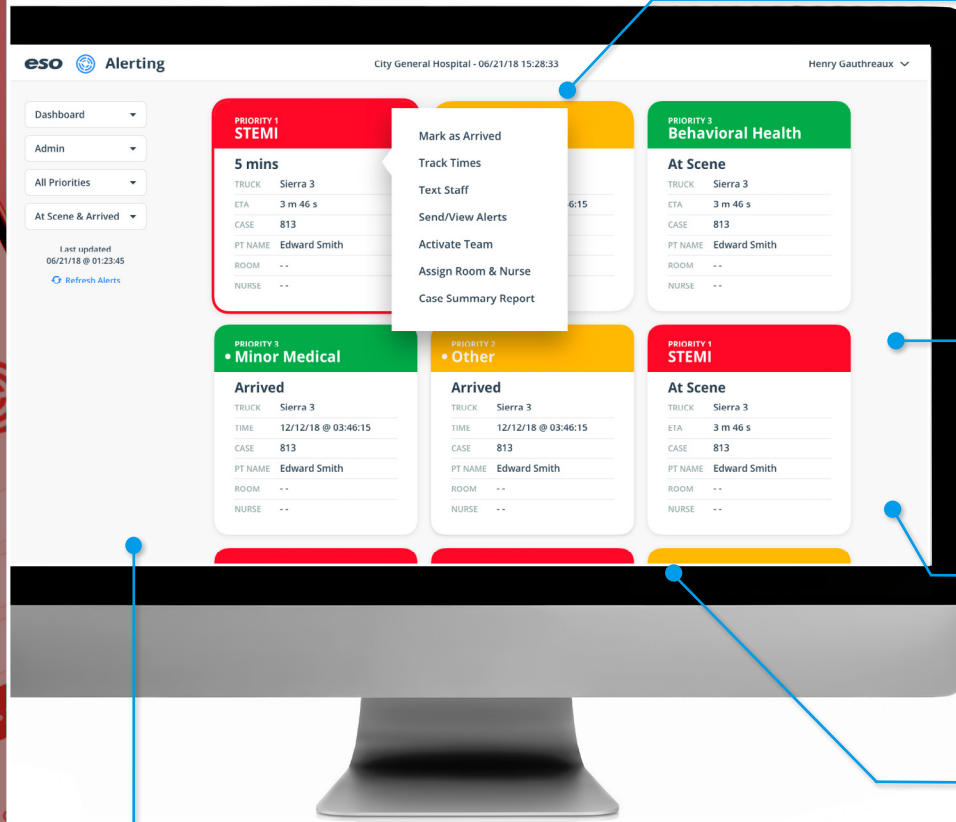 eso Alerting
City General Hospital - 06/21/18 15:28:33
Henry Gauthreaux
Dashboard
Admin
All Priorities
At Scene & Arrived
Last updated
06/21/18 @ 01:23:45
Refresh Alerts
PRIORITY 1
STEMI
5 mins
TRUCK Sierra 3
ETA 3 m 46 s
CASE 813
PT NAME Edward Smith
ROOM - -
NURSE - -
Mark as Arrived
Track Times
Text Staff
Send/View Alerts
Activate Team
Assign Room & Nurse
Case Summary Report
6:15
PRIORITY 3
Behavioral Health
At Scene
TRUCK Sierra 3
ETA 3 m 46 s
CASE 813
PT NAME Edward Smith
ROOM - -
NURSE - -
PRIORITY 3
• Minor Medical
Arrived
TRUCK Sierra 3
TIME 12/12/18 @ 03:46:15
CASE 813
PT NAME Edward Smith
ROOM - -
NURSE - -
PRIORITY 2
• Other
Arrived
TRUCK Sierra 3
TIME 12/12/18 @ 03:46:15
CASE 813
PT NAME Edward Smith
ROOM - -
NURSE - -
PRIORITY 1
STEMI
At Scene
TRUCK Sierra 3
ETA 3 m 46 s
CASE 813
PT NAME Edward Smith
ROOM - -
NURSE - -